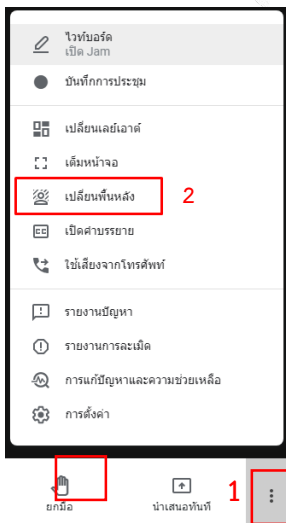 ไวท์บอร์ด
เปิด Jam
บันทึกการประชุม
เปลี่ยนเลย์เอาต์
เต็มหน้าจอ
เปลี่ยนพื้นหลัง 2
เปิดคำบรรยาย
ใช้เสียงจากโทรศัพท์
รายงานปัญหา
รายงานการละเมิด
การแก้ปัญหาและความช่วยเหลือ
การตั้งค่า
1
ยกมือ
นำเสนอทันที